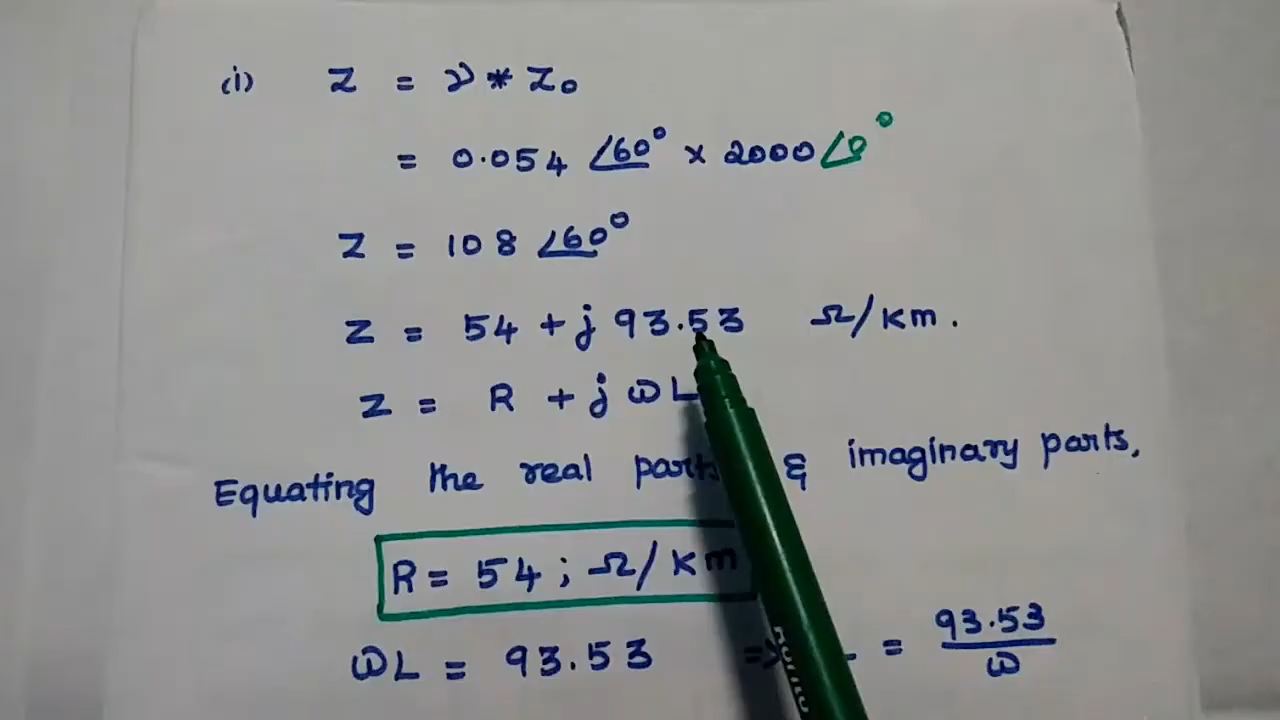 (i) Z = γ * Z₀
= 0.054 ∠60° × 2000 ∠0°
Z = 108 ∠60°
Z = 54 + j 93.53 Ω/Km.
Z = R + j ωL
Equating the real parts & imaginary parts,
R = 54 ; Ω/Km
ωL = 93.53 ⇒ L = 93.53/ω